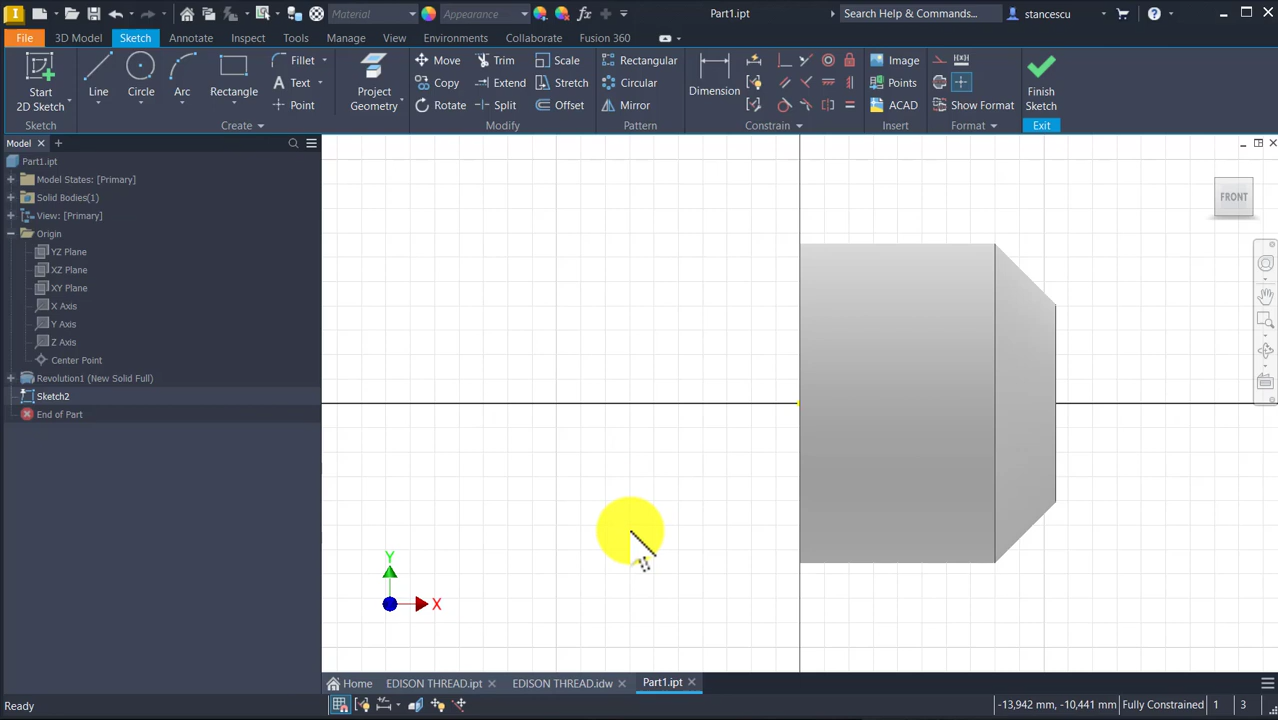 Material
Appearance
Part1.ipt
Search Help & Commands...
stancescu
File
3D Model
Sketch
Annotate
Inspect
Tools
Manage
View
Environments
Collaborate
Fusion 360
Start
2D Sketch
Line
Circle
Arc
Rectangle
Fillet
Text
Point
Project
Geometry
Move
Trim
Scale
Copy
Extend
Stretch
Rotate
Split
Offset
Rectangular
Circular
Mirror
Dimension
Image
Points
ACAD
Show Format
Finish
Sketch
Sketch
Create
Modify
Pattern
Constrain
Insert
Format
Exit
Model
Part1.ipt
Model States: [Primary]
Solid Bodies(1)
View: [Primary]
Origin
YZ Plane
XZ Plane
XY Plane
X Axis
Y Axis
Z Axis
Center Point
Revolution1 (New Solid Full)
Sketch2
End of Part
FRONT
Y
X
Home
EDISON THREAD.ipt
EDISON THREAD.idw
Part1.ipt
Ready
-13,942 mm, -10,441 mm
Fully Constrained
1
3